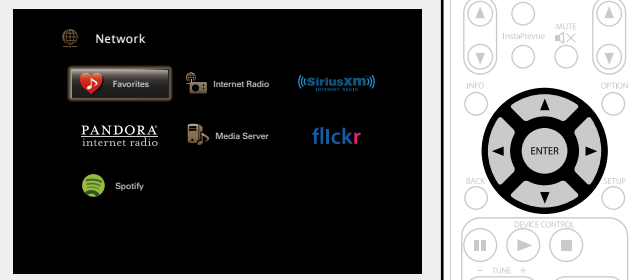 Network
Favorites
Internet Radio
((SiriusXM))
INTERNET RADIO
PANDORA®
internet radio
Media Server
flickr
Spotify
InstaPrevue
MUTE
INFO
OPTION
ENTER
BACK
SETUP
DEVICE CONTROL
- TUNE +